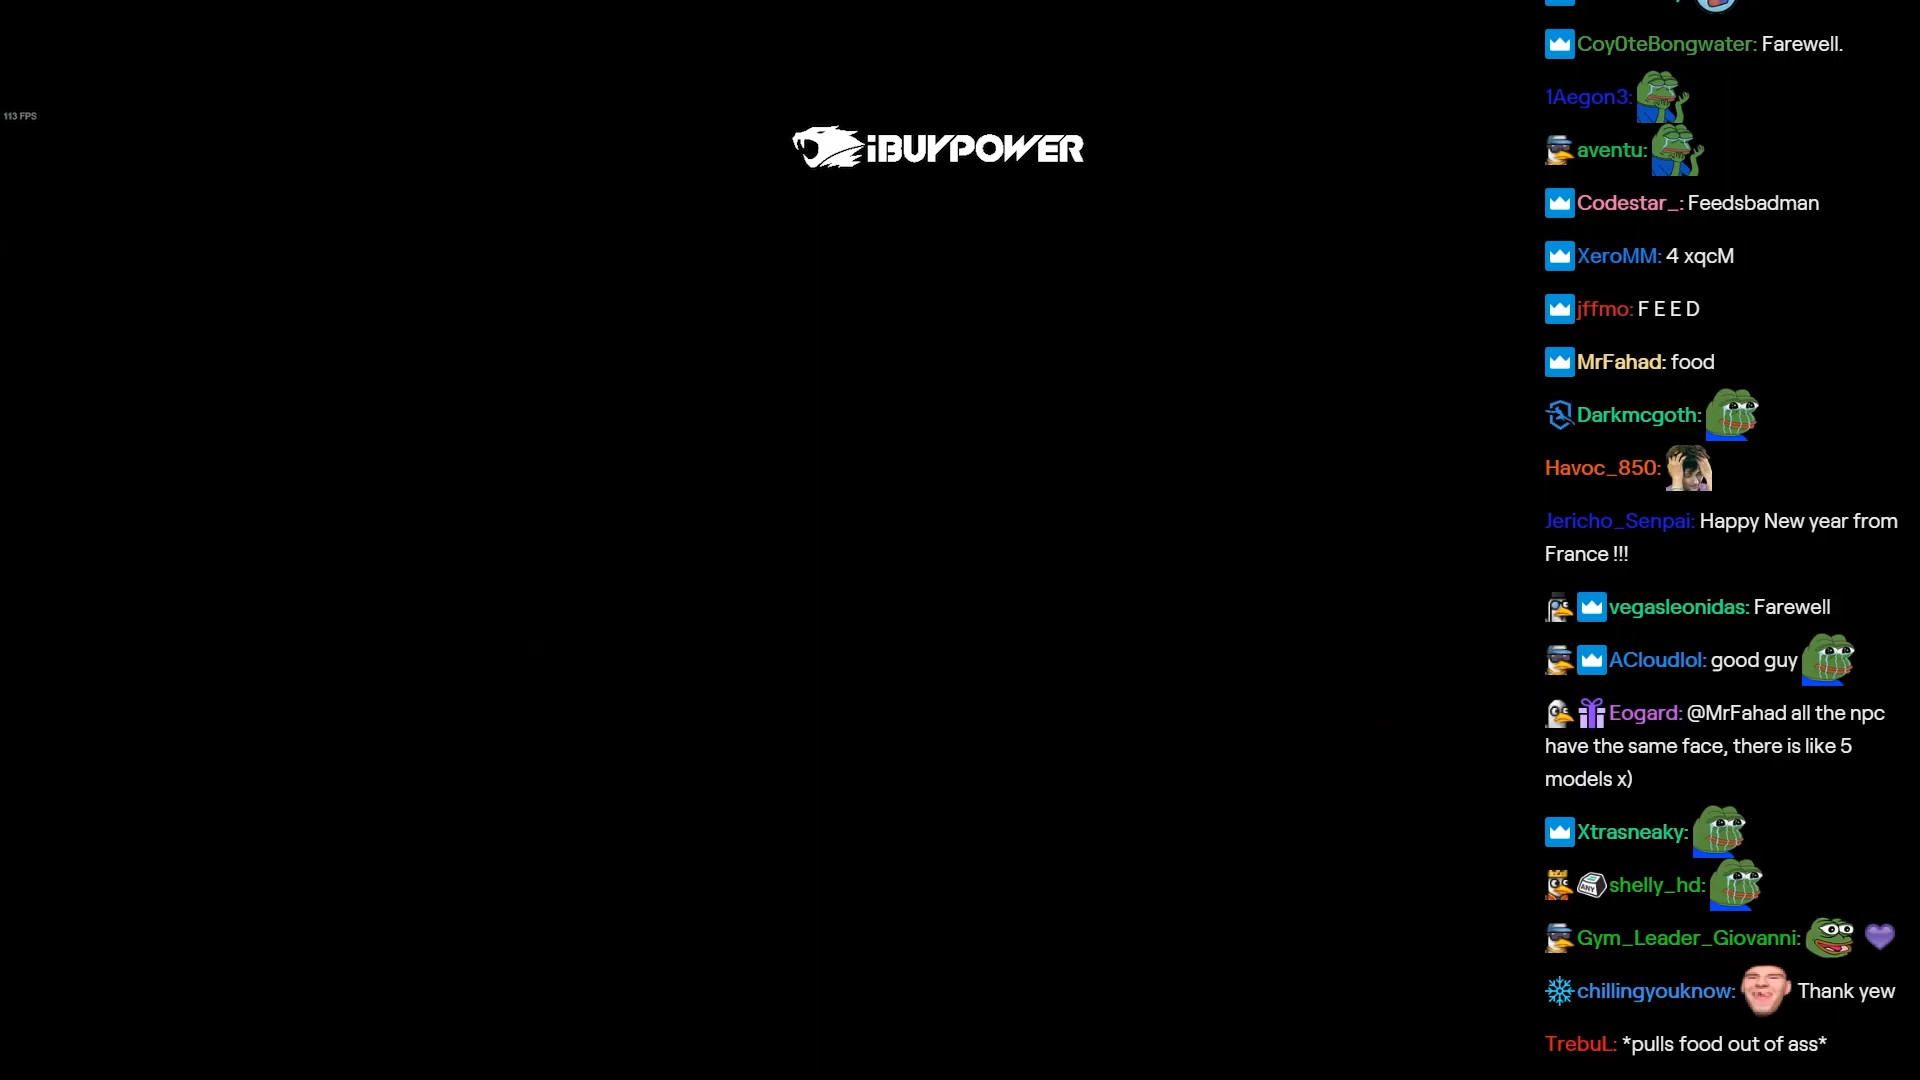 Coy0teBongwater: Farewell.
113 FPS
iBUYPOWER
1Aegon3:
aventu:
Codestar_: Feedsbadman
XeroMM: 4 xqcM
jffmo: F E E D
MrFahad: food
Darkmcgoth:
Havoc_850:
Jericho_Senpai: Happy New year from
France !!!
vegasleonidas: Farewell
ACloudlol: good guy
Eogard: @MrFahad all the npc
have the same face, there is like 5
models x)
Xtrasneaky:
ANY shelly_hd:
Gym_Leader_Giovanni:
chillingyouknow: Thank yew
TrebuL: *pulls food out of ass*